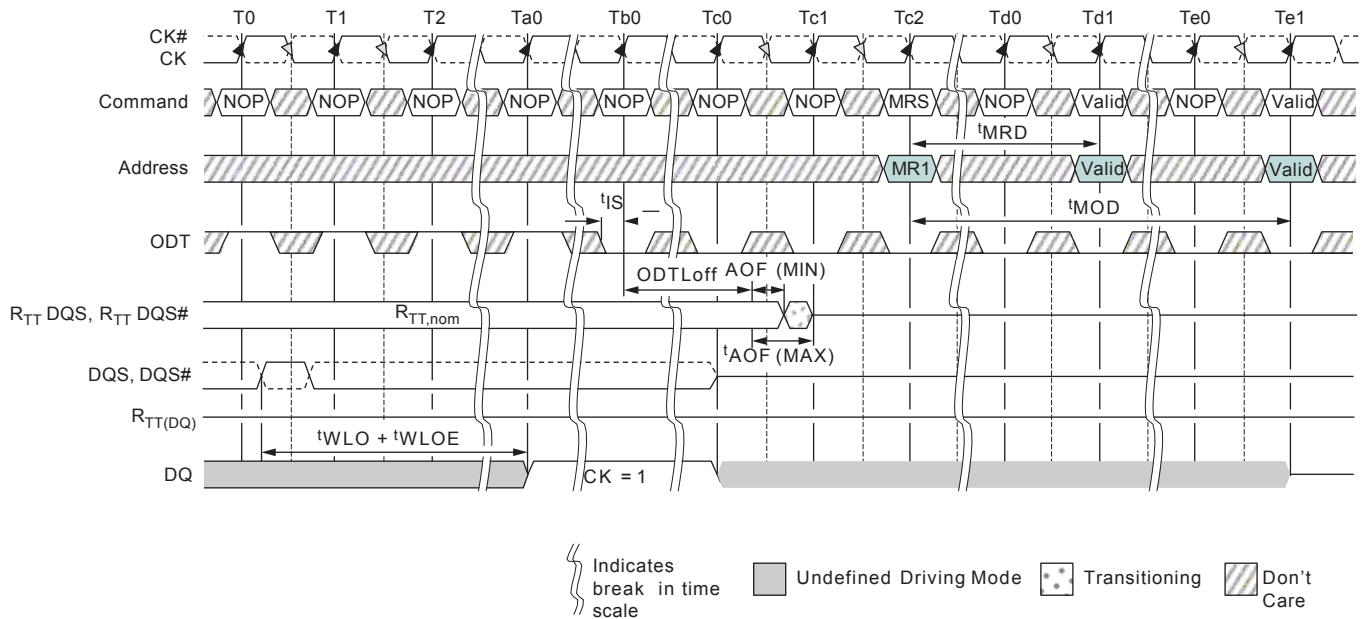 T0 T1 T2 Ta0 Tb0 Tc0 Tc1 Tc2 Td0 Td1 Te0 Te1
CK#
CK
Command NOP NOP NOP NOP NOP NOP NOP MRS NOP Valid NOP Valid
tMRD
Address MR1 Valid Valid
tIS
tMOD
ODT
ODTLoff AOF (MIN)
RTT DQS, RTT DQS# RTT,nom
tAOF (MAX)
DQS, DQS#
RTT(DQ)
tWLO + tWLOE
DQ CK = 1
Indicates
break in time
scale
Undefined Driving Mode
Transitioning
Don't
Care